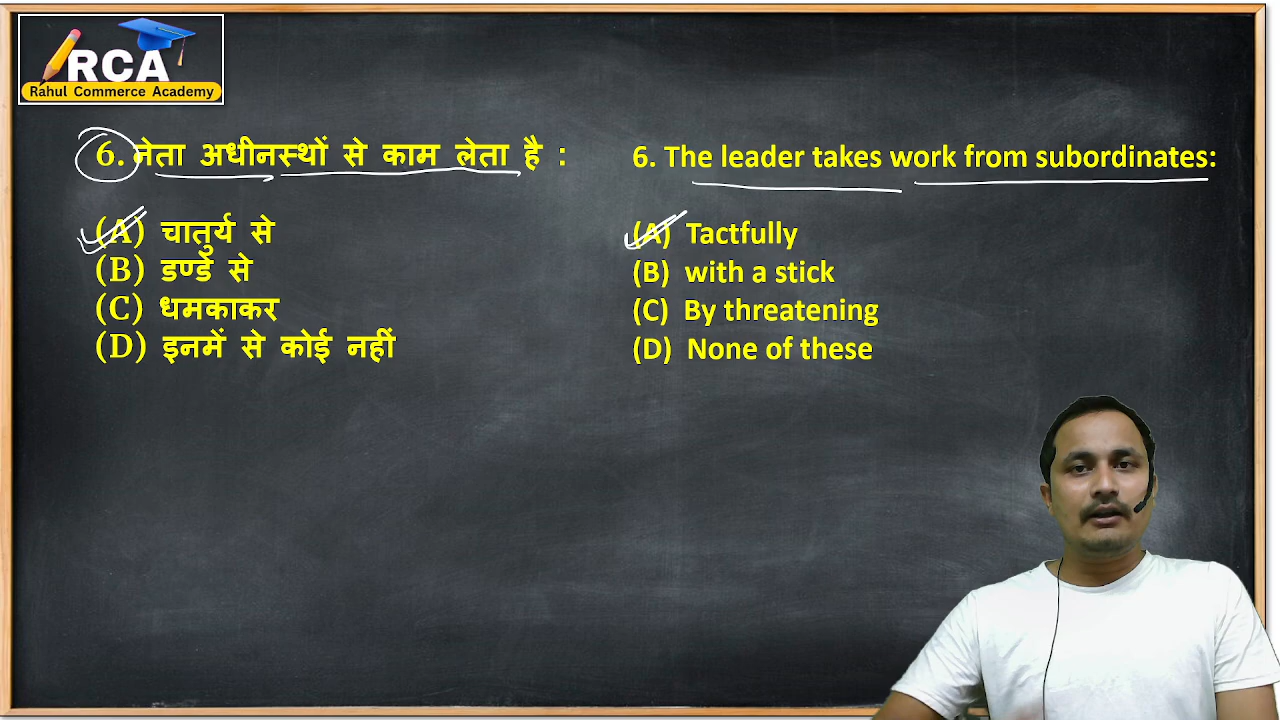 RCA
Rahul Commerce Academy
6. नेता अधीनस्थों से काम लेता है :
(A) चातुर्य से
(B) डण्डे से
(C) धमकाकर
(D) इनमें से कोई नहीं
6. The leader takes work from subordinates:
(A) Tactfully
(B) with a stick
(C) By threatening
(D) None of these